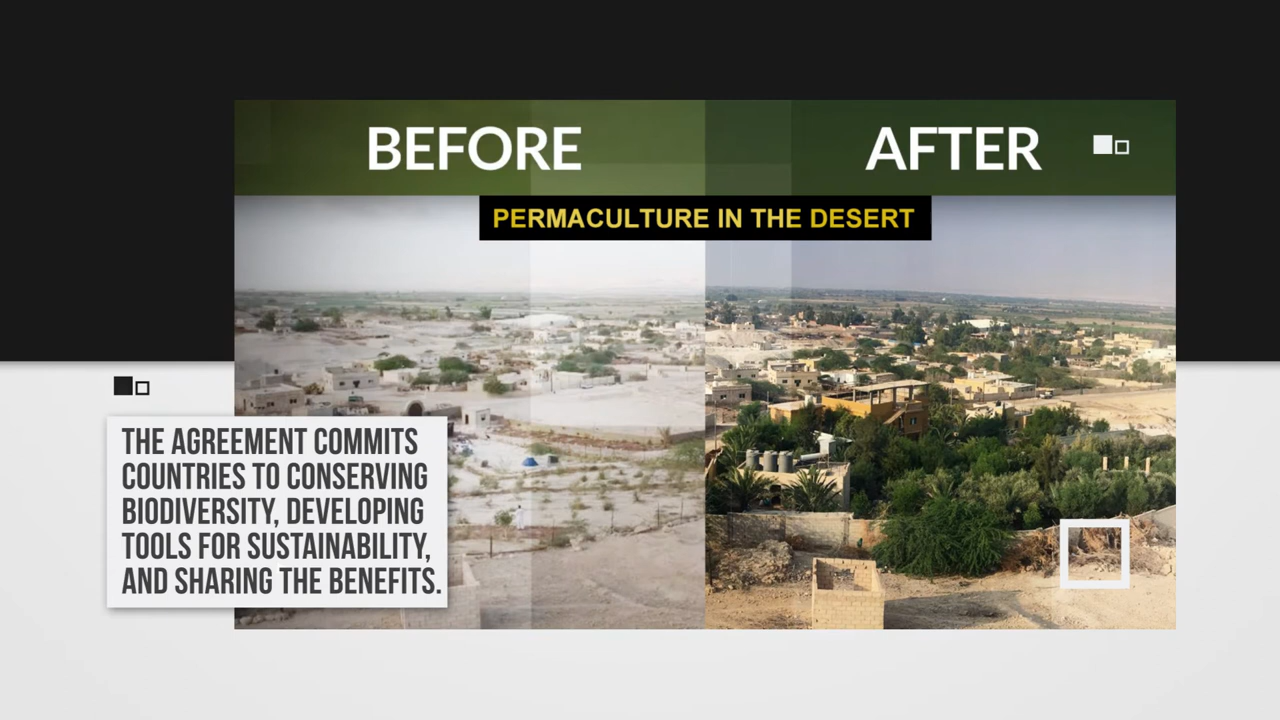 BEFORE
AFTER
PERMACULTURE IN THE DESERT
THE AGREEMENT COMMITS
COUNTRIES TO CONSERVING
BIODIVERSITY, DEVELOPING
TOOLS FOR SUSTAINABILITY,
AND SHARING THE BENEFITS.